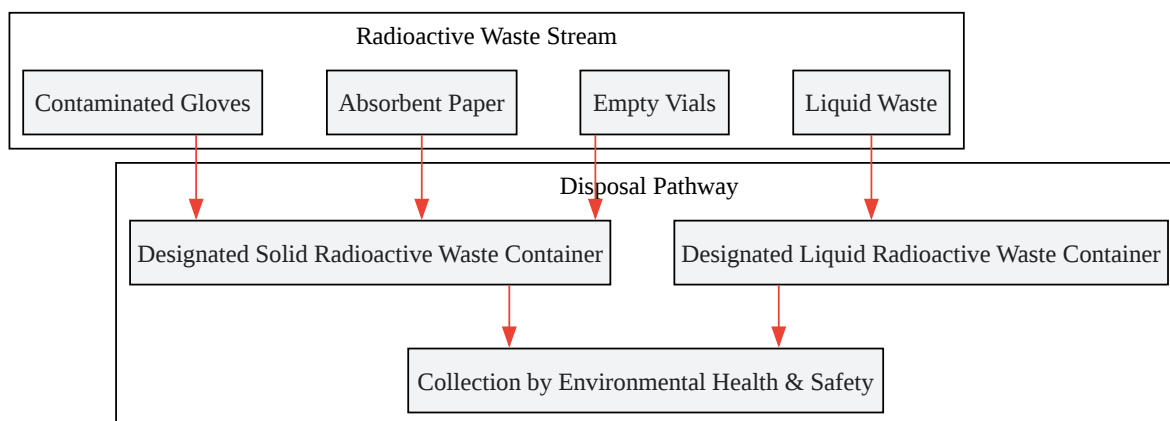 Radioactive Waste Stream
Contaminated Gloves
Absorbent Paper
Empty Vials
Liquid Waste
Disposal Pathway
Designated Solid Radioactive Waste Container
Designated Liquid Radioactive Waste Container
Collection by Environmental Health & Safety